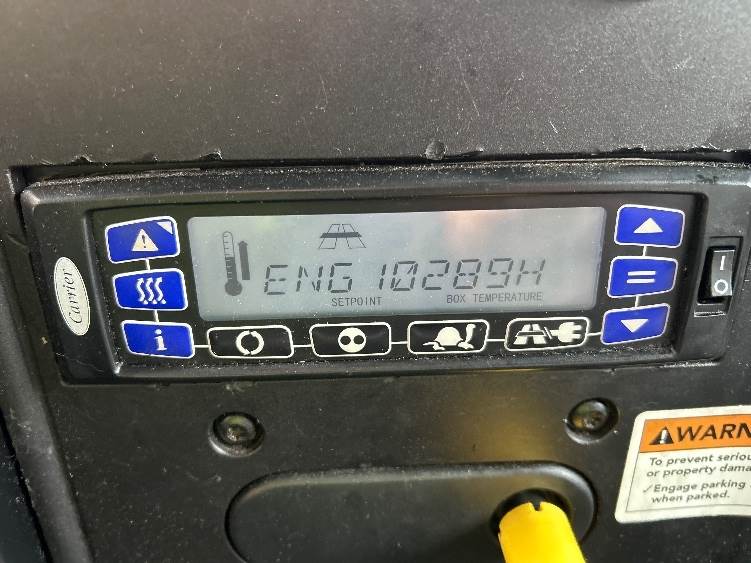 Carrier
ENG 10289H
SETPOINT BOX TEMPERATURE
i
I
O
WARN
To prevent seriou
or property dama
✓Engage parking
when parked.